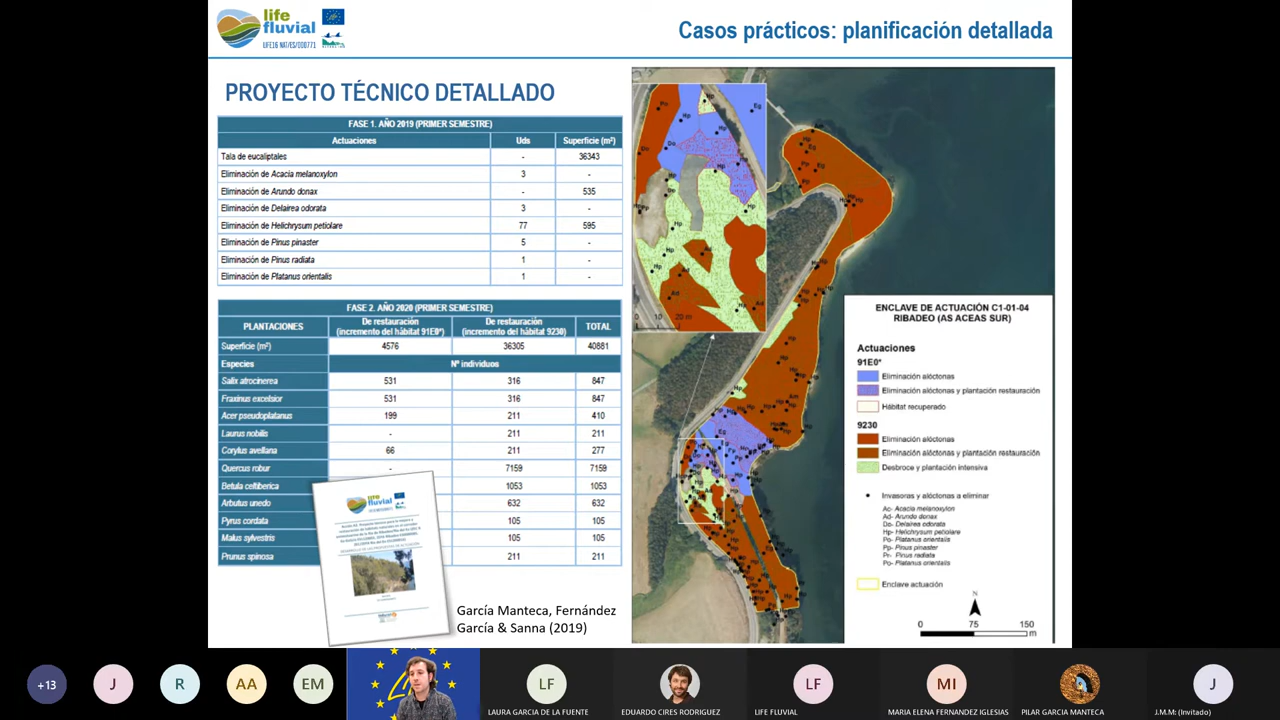 life
fluvial
LIFE16 NAT/ES/000771
Casos prácticos: planificación detallada
PROYECTO TÉCNICO DETALLADO
FASE 1. AÑO 2019 (PRIMER SEMESTRE)
Actuaciones Uds Superficie (m²)
Tala de eucaliptales - 36343
Eliminación de Acacia melanoxylon 3 -
Eliminación de Arundo donax - 535
Eliminación de Delairea odorata 3 -
Eliminación de Helichrysum petiolare 77 595
Eliminación de Pinus pinaster 5 -
Eliminación de Pinus radiata 1 -
Eliminación de Platanus orientalis 1 -
FASE 2. AÑO 2020 (PRIMER SEMESTRE)
PLANTACIONES De restauración (incremento del hábitat 91E0*) De restauración (incremento del hábitat 9230) TOTAL
Superficie (m²) 4576 36305 40881
Especies Nº individuos
Salix atrocinerea 531 316 847
Fraxinus excelsior 531 316 847
Acer pseudoplatanus 199 211 410
Laurus nobilis - 211 211
Corylus avellana 66 211 277
Quercus robur - 7159 7159
Betula celtiberica 1053 1053
Arbutus unedo 632 632
Pyrus cordata 105 105
Malus sylvestris 105 105
Prunus spinosa 211 211
life
fluvial
García Manteca, Fernández
García & Sanna (2019)
0 10 20 m
ENCLAVE DE ACTUACIÓN C1-01-04
RIBADEO (AS ACEAS SUR)
Actuaciones
91E0*
Eliminación alóctonas
Eliminación alóctonas y plantación restauración
Hábitat recuperado
9230
Eliminación alóctonas
Eliminación alóctonas y plantación restauración
Desbroce y plantación intensiva
Invasoras y alóctonas a eliminar
Ac- Acacia melanoxylon
Ad- Arundo donax
Do- Delairea odorata
Hp- Helichrysum petiolare
Po- Platanus orientalis
Pp- Pinus pinaster
Pr- Pinus radiata
Po- Platanus orientalis
Enclave actuación
N
0 75 150
m
+13
J
R
AA
EM
LF
LAURA GARCIA DE LA FUENTE
EDUARDO CIRES RODRIGUEZ
LF
LIFE FLUVIAL
MI
MARIA ELENA FERNANDEZ IGLESIAS
PILAR GARCIA MANTECA
J
J.M.M: (Invitado)